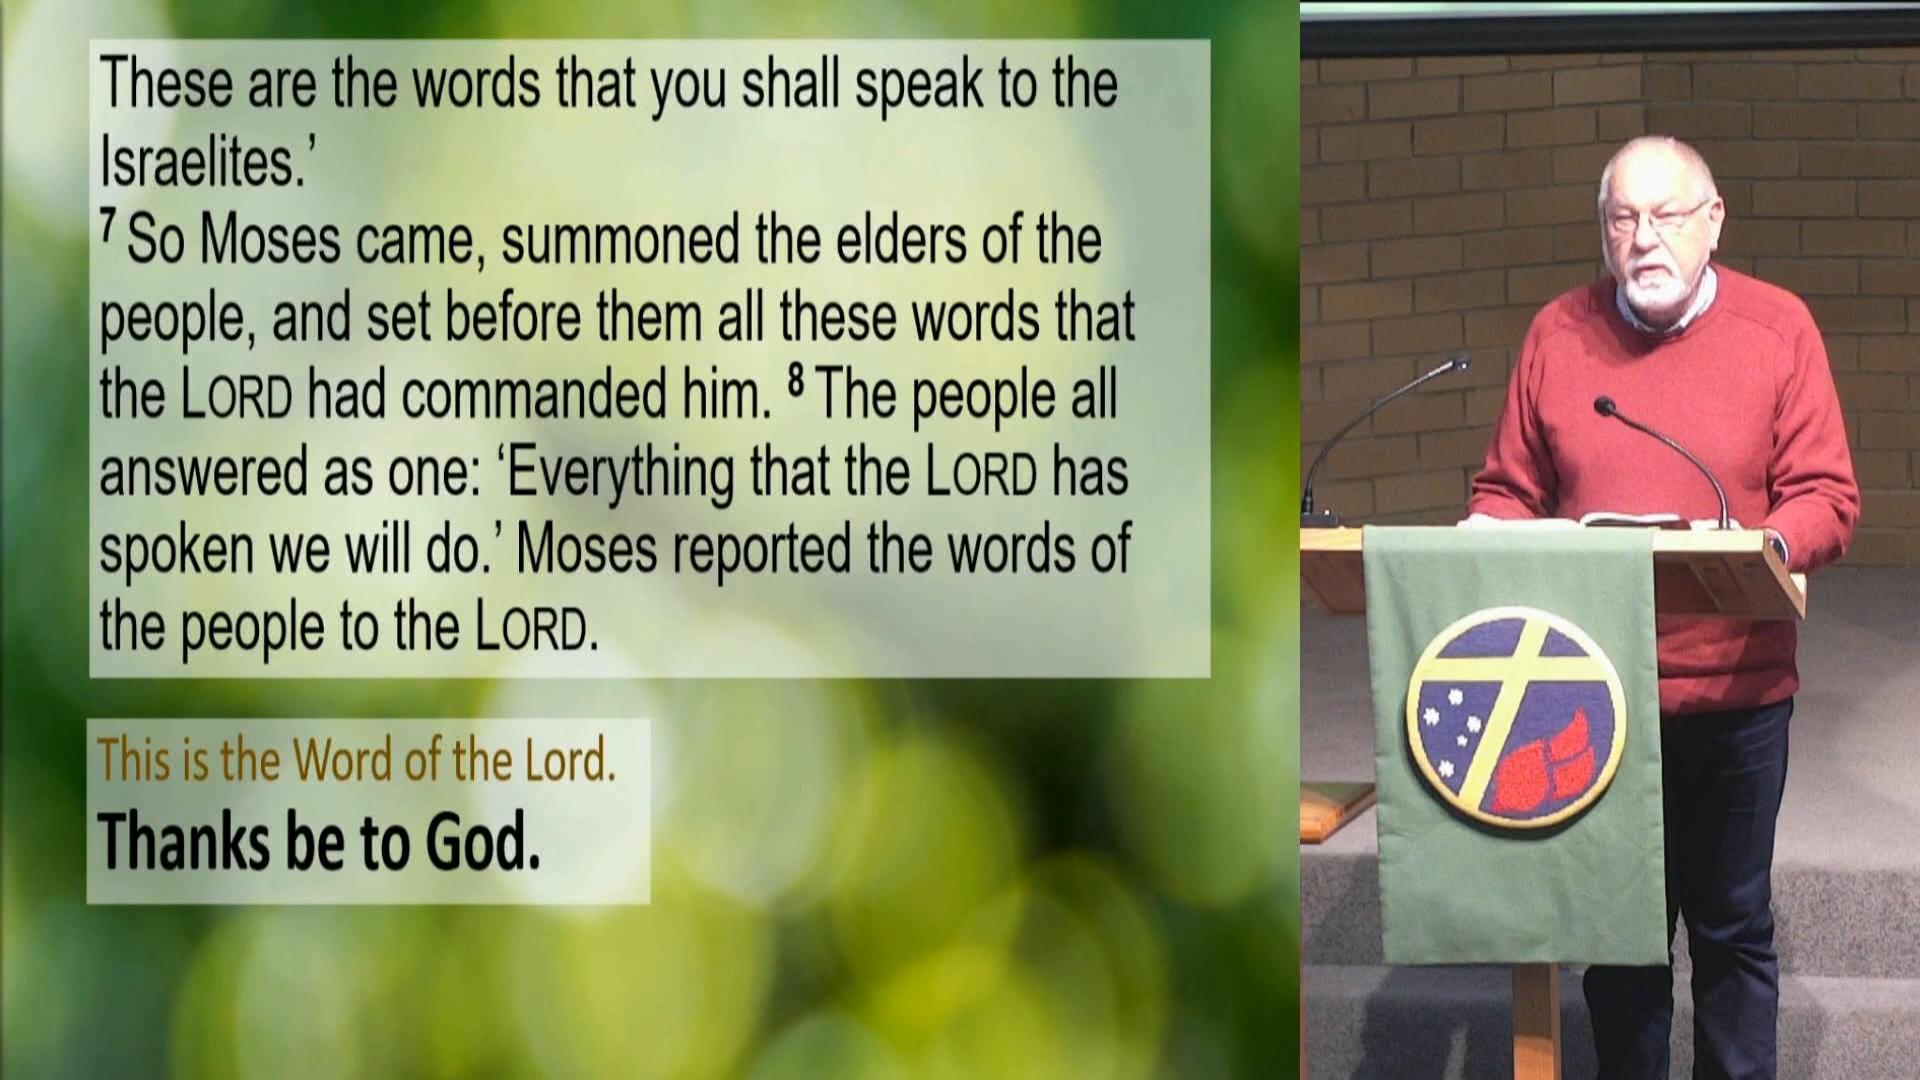 These are the words that you shall speak to the
Israelites.’
7 So Moses came, summoned the elders of the
people, and set before them all these words that
the LORD had commanded him. 8 The people all
answered as one: ‘Everything that the LORD has
spoken we will do.’ Moses reported the words of
the people to the LORD.
This is the Word of the Lord.
Thanks be to God.